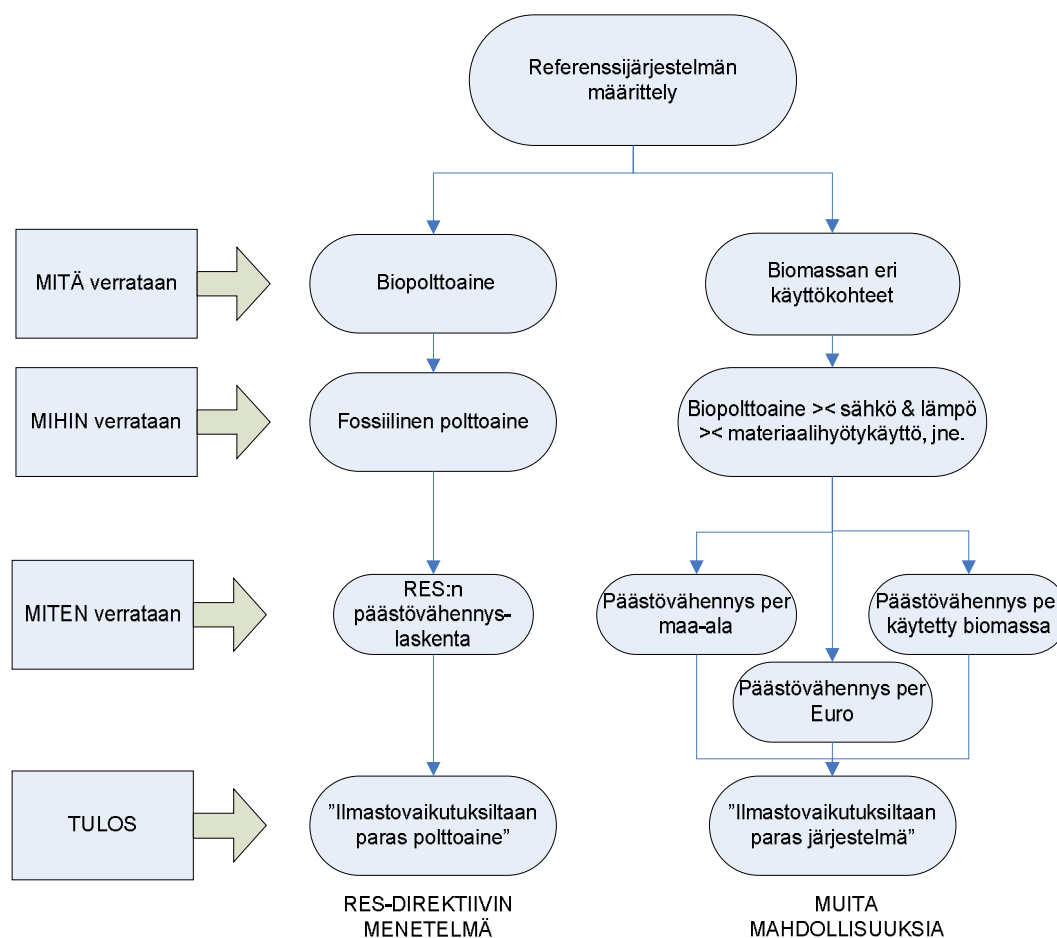 Referenssijärjestelmän
määrittely
MITÄ verrataan
Biopolttoaine
Biomassan eri
käyttökohteet
MIHIN verrataan
Fossiilinen polttoaine
Biopolttoaine >< sähkö & lämpö
>< materiaalihyötykäyttö, jne.
MITEN verrataan
RES:n
päästövähennys-
laskenta
Päästövähennys per
maa-ala
Päästövähennys pe
käytetty biomassa
Päästövähennys per
Euro
TULOS
”Ilmastovaikutuksiltaan
paras polttoaine”
”Ilmastovaikutuksiltaan
paras järjestelmä”
RES-DIREKTIIVIN
MENETELMÄ
MUITA
MAHDOLLISUUKSIA